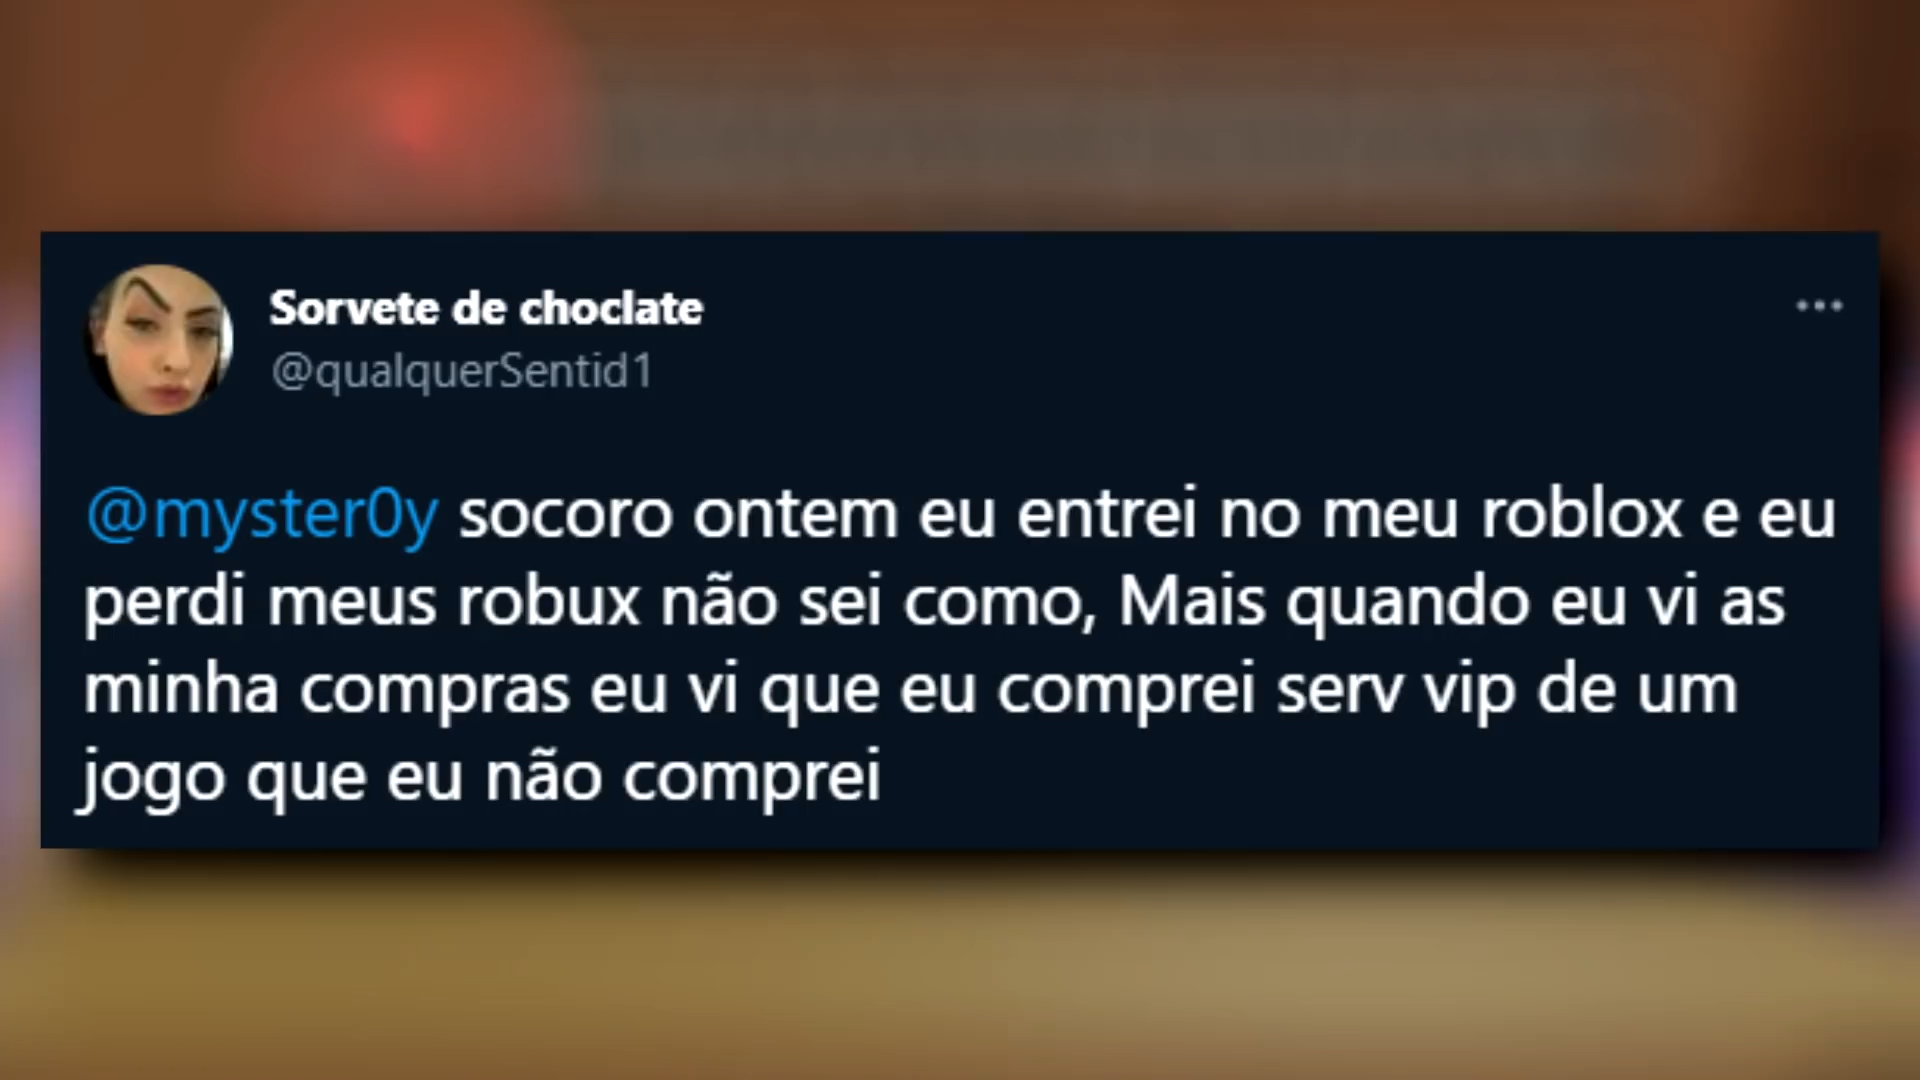 Sorvete de choclate
@qualquerSentid1
@myster0y socoro ontem eu entrei no meu roblox e eu
perdi meus robux não sei como, Mais quando eu vi as
minha compras eu vi que eu comprei serv vip de um
jogo que eu não comprei